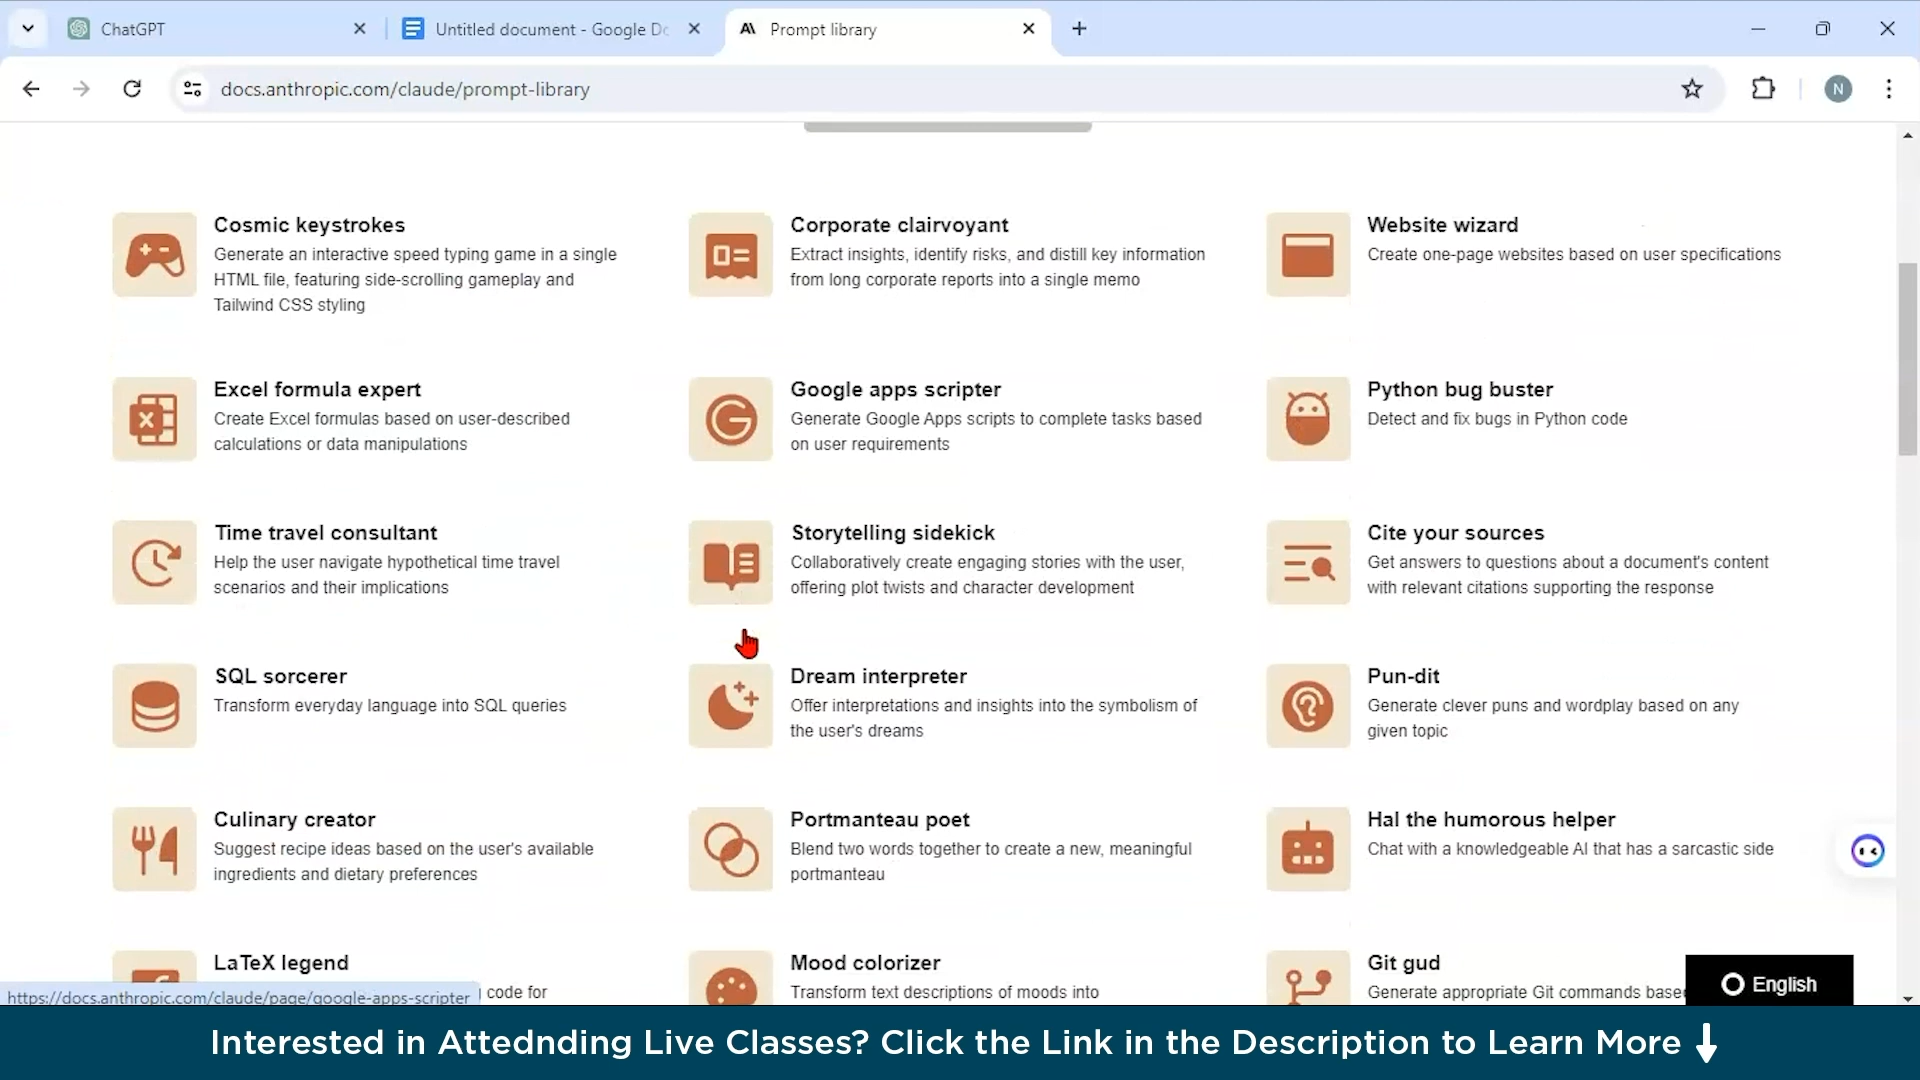 ChatGPT
Untitled document - Google Do
Prompt library
docs.anthropic.com/claude/prompt-library
N
Cosmic keystrokes
Generate an interactive speed typing game in a single
HTML file, featuring side-scrolling gameplay and
Tailwind CSS styling
Corporate clairvoyant
Extract insights, identify risks, and distill key information
from long corporate reports into a single memo
Website wizard
Create one-page websites based on user specifications
Excel formula expert
Create Excel formulas based on user-described
calculations or data manipulations
Google apps scripter
Generate Google Apps scripts to complete tasks based
on user requirements
Python bug buster
Detect and fix bugs in Python code
Time travel consultant
Help the user navigate hypothetical time travel
scenarios and their implications
Storytelling sidekick
Collaboratively create engaging stories with the user,
offering plot twists and character development
Cite your sources
Get answers to questions about a document's content
with relevant citations supporting the response
SQL sorcerer
Transform everyday language into SQL queries
Dream interpreter
Offer interpretations and insights into the symbolism of
the user's dreams
Pun-dit
Generate clever puns and wordplay based on any
given topic
Culinary creator
Suggest recipe ideas based on the user's available
ingredients and dietary preferences
Portmanteau poet
Blend two words together to create a new, meaningful
portmanteau
Hal the humorous helper
Chat with a knowledgeable AI that has a sarcastic side
LaTeX legend
code for
Mood colorizer
Transform text descriptions of moods into
Git gud
Generate appropriate Git commands base
English
https://docs.anthropic.com/claude/page/google-apps-scripter
Interested in Attednding Live Classes? Click the Link in the Description to Learn More